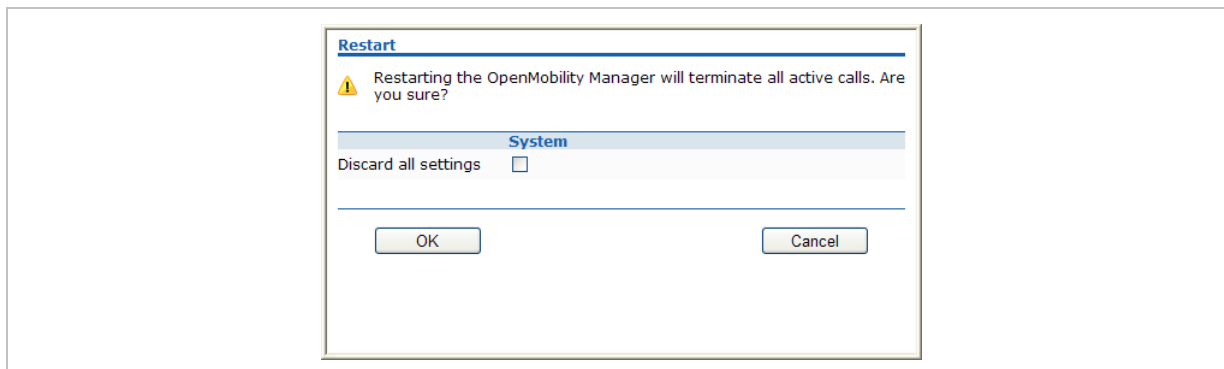 Restart
Restarting the OpenMobility Manager will terminate all active calls. Are
you sure?
System
Discard all settings
OK
Cancel